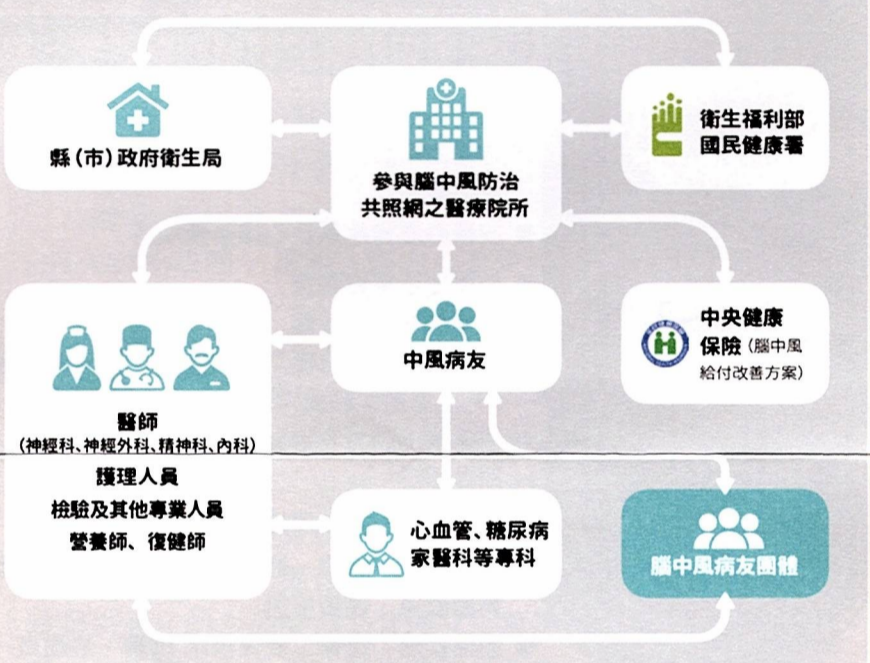 縣(市)政府衛生局
參與腦中風防治
共照網之醫療院所
衛生福利部
國民健康署
中風病友
中央健康
保險(腦中風
給付改善方案)
醫師
(神經科、神經外科、精神科、內科)
護理人員
檢驗及其他專業人員
營養師、復健師
心血管、糖尿病
家醫科等專科
腦中風病友團體